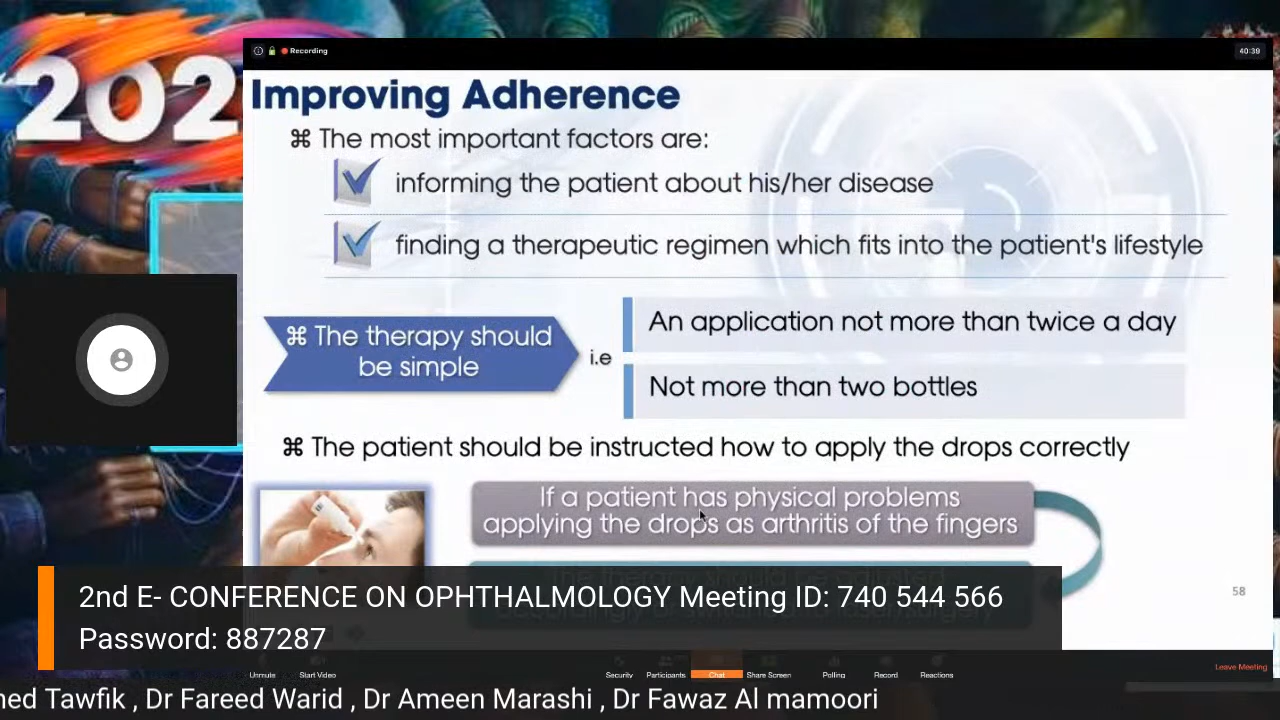 202
Recording
40:39
Improving Adherence
⌘ The most important factors are:
informing the patient about his/her disease
finding a therapeutic regimen which fits into the patient's lifestyle
⌘ The therapy should
be simple
i.e
An application not more than twice a day
Not more than two bottles
⌘ The patient should be instructed how to apply the drops correctly
If a patient has physical problems
applying the drops as arthritis of the fingers
58
2nd E- CONFERENCE ON OPHTHALMOLOGY Meeting ID: 740 544 566
Password: 887287
Unmute Start Video Security Participants Chat Share Screen Polling Record Reactions Leave Meeting
Tawfik , Dr Fareed Warid , Dr Ameen Marashi , Dr Fawaz Al mamoori